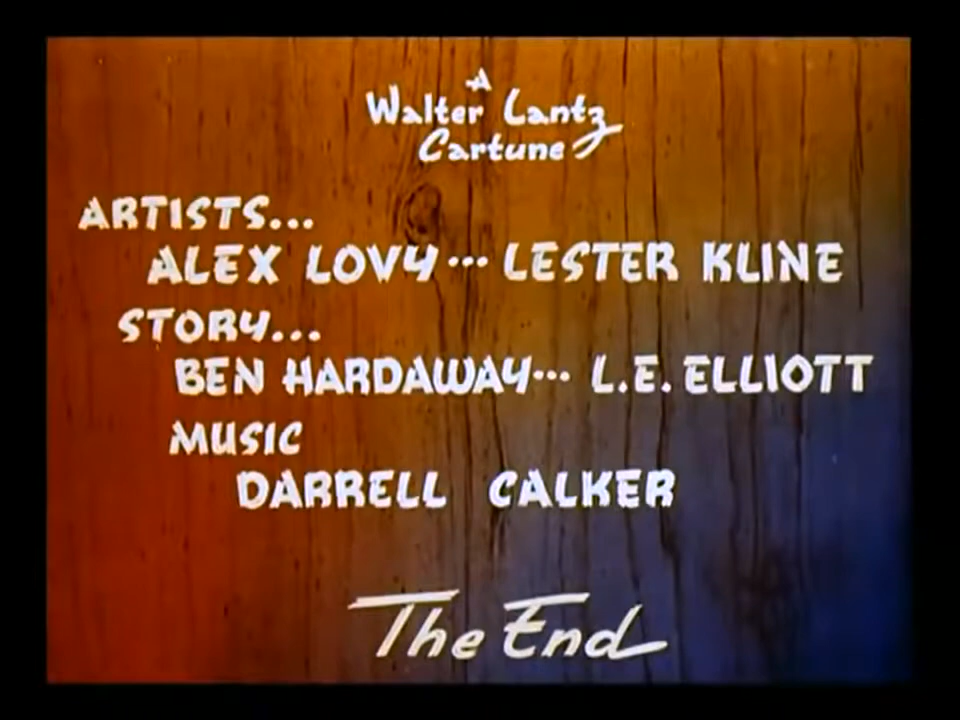 A
Walter Lantz
Cartune
ARTISTS...
ALEX LOVY... LESTER KLINE
STORY...
BEN HARDAWAY... L.E. ELLIOTT
MUSIC
DARRELL CALKER
The End